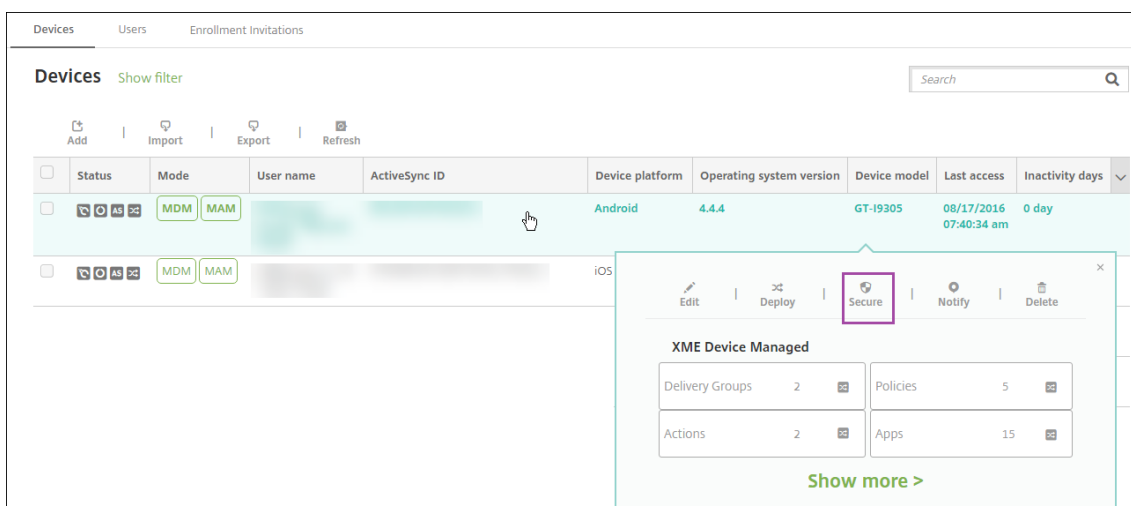 Devices Users Enrollment Invitations
Devices Show filter
Search
Add | Import | Export | Refresh
Status Mode User name ActiveSync ID Device platform Operating system version Device model Last access Inactivity days
AS MDM MAM Android 4.4.4 GT-I9305 08/17/2016 0 day
07:40:34 am
AS MDM MAM iOS
Edit | Deploy | Secure | Notify | Delete
XME Device Managed
Delivery Groups 2 Policies 5
Actions 2 Apps 15
Show more >